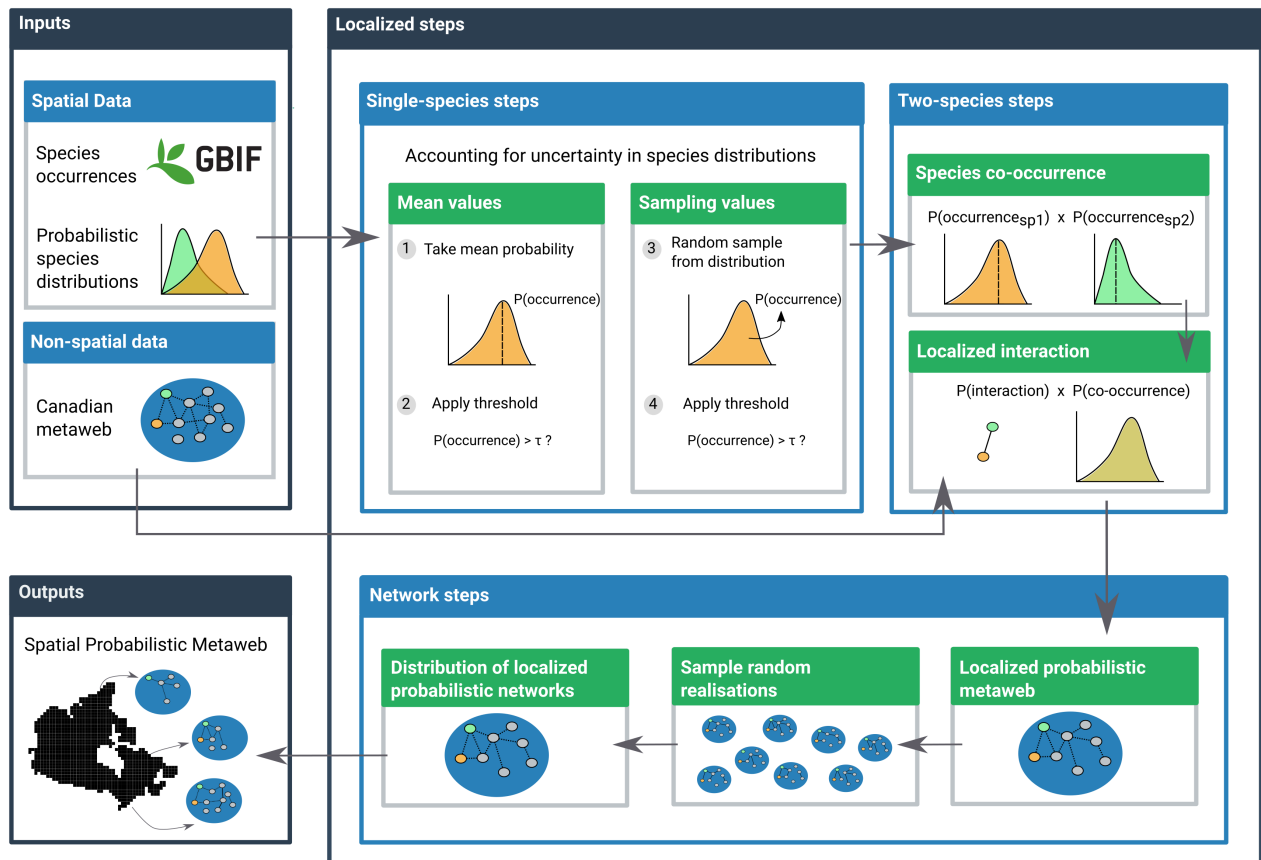 Inputs
Spatial Data
Species
occurrences
GBIF
Probabilistic
species
distributions
Non-spatial data
Canadian
metaweb
Localized steps
Single-species steps
Accounting for uncertainty in species distributions
Mean values
1 Take mean probability
P(occurrence)
2 Apply threshold
P(occurrence) > τ ?
Sampling values
3 Random sample
from distribution
P(occurrence)
4 Apply threshold
P(occurrence) > τ ?
Two-species steps
Species co-occurrence
P(occurrencesp1) x P(occurrencesp2)
Localized interaction
P(interaction) x P(co-occurrence)
Network steps
Localized probabilistic
metaweb
Sample random
realisations
Distribution of localized
probabilistic networks
Outputs
Spatial Probabilistic Metaweb